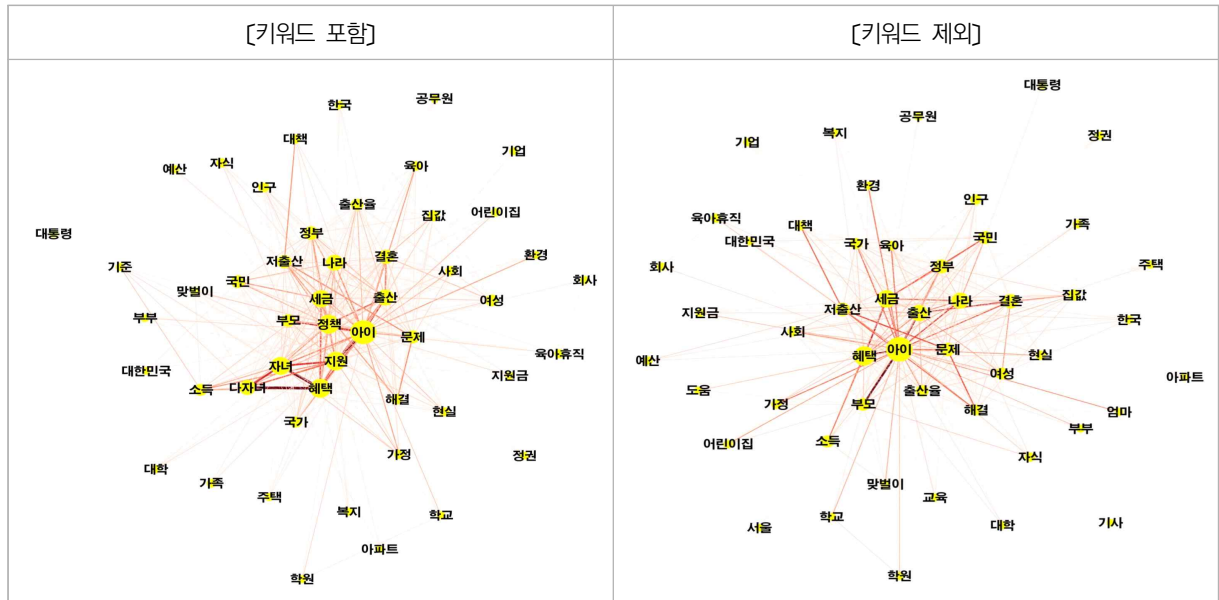 [키워드 포함]
[키워드 제외]
한국
공무원
대책
기업
예산
자식
육아
인구
출산율
집값
어린이집
대통령
정부
기준
저출산
나라
결혼
사회
환경
국민
회사
맞벌이
세금
출산
여성
부부
부모
정책
아이
문제
대한민국
자녀
지원
육아휴직
소득
다자녀
혜택
지원금
해결
현실
국가
가정
정권
대학
가족
주택
복지
학교
아파트
학원
대통령
공무원
기업
복지
정권
환경
인구
육아휴직
대책
가족
대한민국
국가
육아
국민
회사
정부
주택
지원금
저출산
세금
출산
나라
결혼
집값
사회
한국
예산
혜택
아이
문제
현실
도움
출산율
여성
아파트
가정
부모
해결
엄마
어린이집
소득
부부
자식
맞벌이
교육
서울
학교
대학
기사
학원